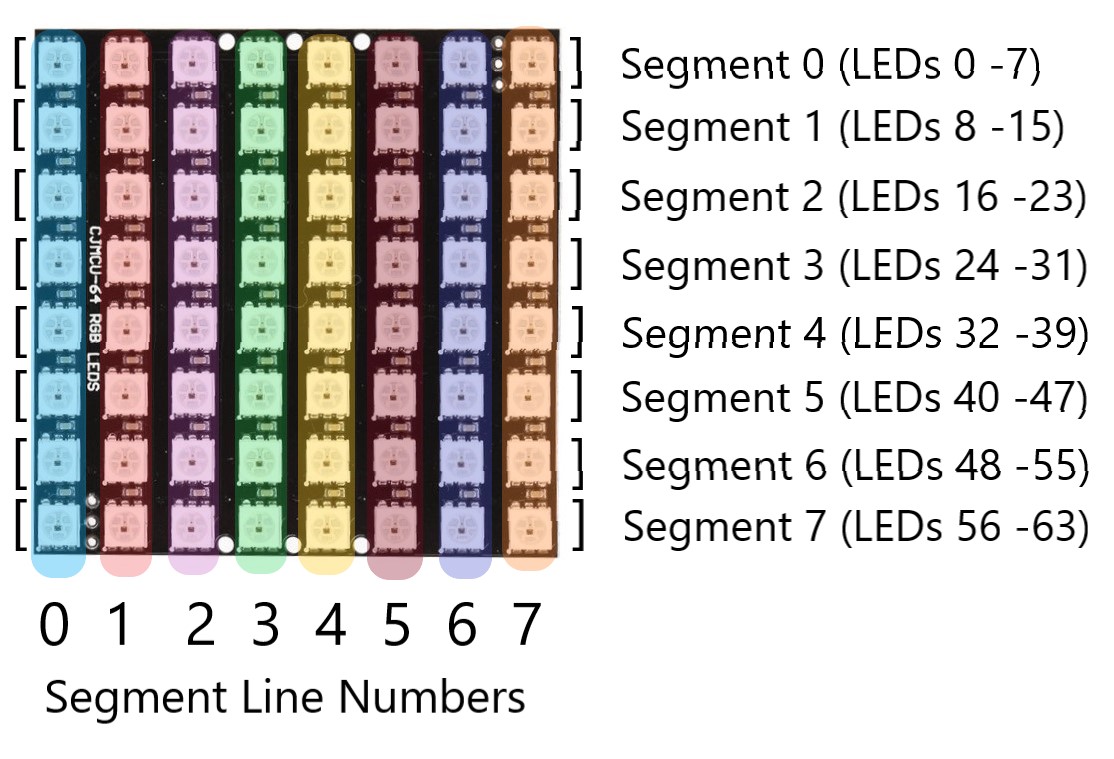 [ ] Segment 0 (LEDs 0 -7)
[ ] Segment 1 (LEDs 8 -15)
[ ] Segment 2 (LEDs 16 -23)
[ ] Segment 3 (LEDs 24 -31)
[ ] Segment 4 (LEDs 32 -39)
[ ] Segment 5 (LEDs 40 -47)
[ ] Segment 6 (LEDs 48 -55)
[ ] Segment 7 (LEDs 56 -63)
CJMCU-64 RGB LEDS
0 1 2 3 4 5 6 7
Segment Line Numbers